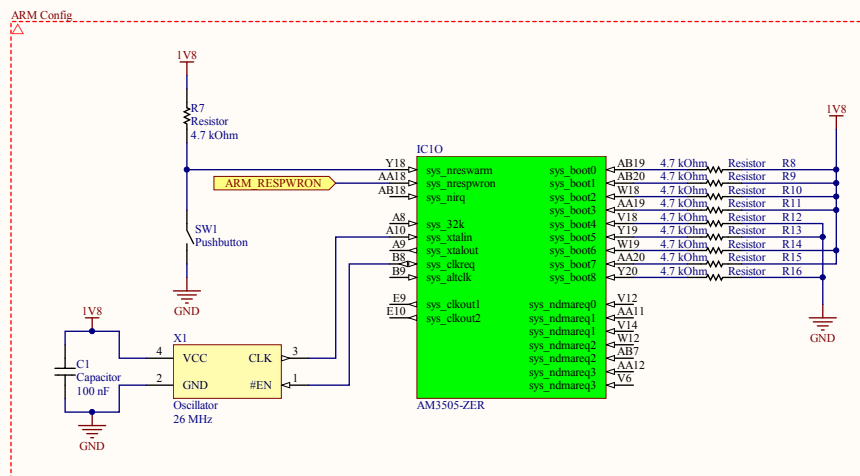 ARM Config
1V8
R7
Resistor
4.7 kOhm
1V8
IC1O
Y18 sys_nreswarm sys_boot0 AB19 4.7 kOhm Resistor R8
ARM_RESPWRON AA18 sys_nrespwron sys_boot1 AB20 4.7 kOhm Resistor R9
AB18 sys_nirq sys_boot2 W18 4.7 kOhm Resistor R10
sys_boot3 AA19 4.7 kOhm Resistor R11
A8 sys_32k sys_boot4 V18 4.7 kOhm Resistor R12
A10 sys_xtalin sys_boot5 Y19 4.7 kOhm Resistor R13
A9 sys_xtalout sys_boot6 W19 4.7 kOhm Resistor R14
B8 sys_clkreq sys_boot7 AA20 4.7 kOhm Resistor R15
B9 sys_altclk sys_boot8 Y20 4.7 kOhm Resistor R16
SW1
Pushbutton
GND
E9 sys_clkout1 sys_ndmareq0 V12
E10 sys_clkout2 sys_ndmareq1 AA11
sys_ndmareq1 V14
sys_ndmareq2 W12
sys_ndmareq2 AB7
sys_ndmareq3 AA12
sys_ndmareq3 V6
GND
AM3505-ZER
1V8
X1
4 VCC CLK 3
2 GND #EN 1
C1
Capacitor
100 nF
Oscillator
26 MHz
GND